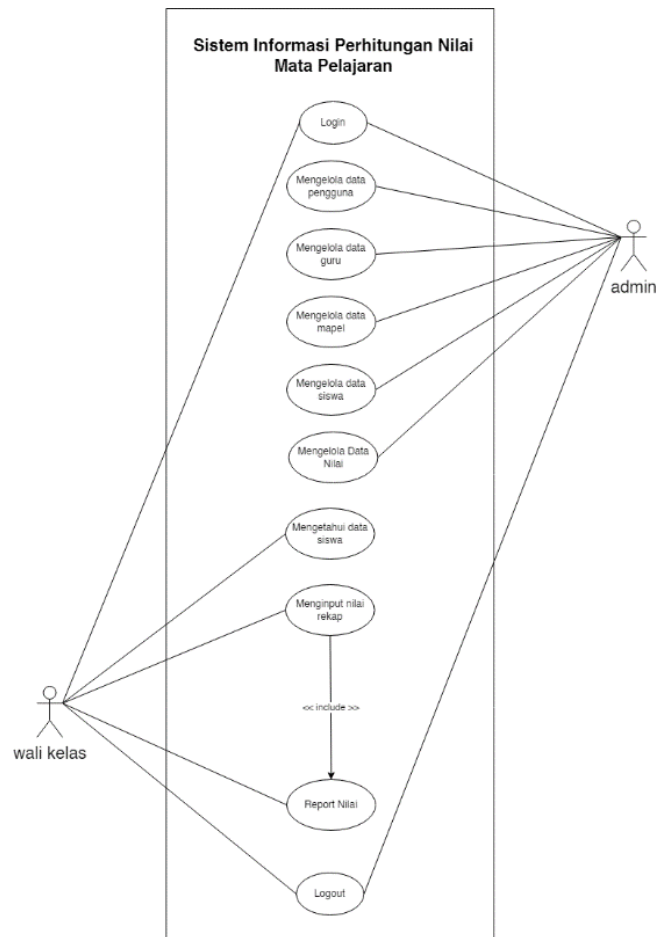 Sistem Informasi Perhitungan Nilai
Mata Pelajaran
Login
Mengelola data
pengguna
Mengelola data
guru
admin
Mengelola data
mapel
Mengelola data
siswa
Mengelola Data
Nilai
Mengetahui data
siswa
Menginput nilai
rekap
<< include >>
wali kelas
Report Nilai
Logout